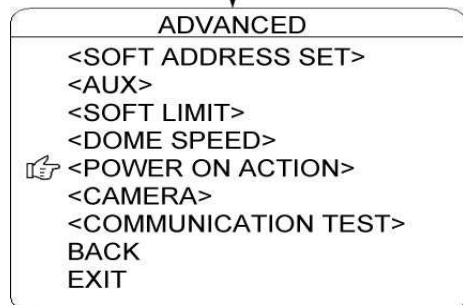 ADVANCED
<SOFT ADDRESS SET>
<AUX>
<SOFT LIMIT>
<DOME SPEED>
<POWER ON ACTION>
<CAMERA>
<COMMUNICATION TEST>
BACK
EXIT